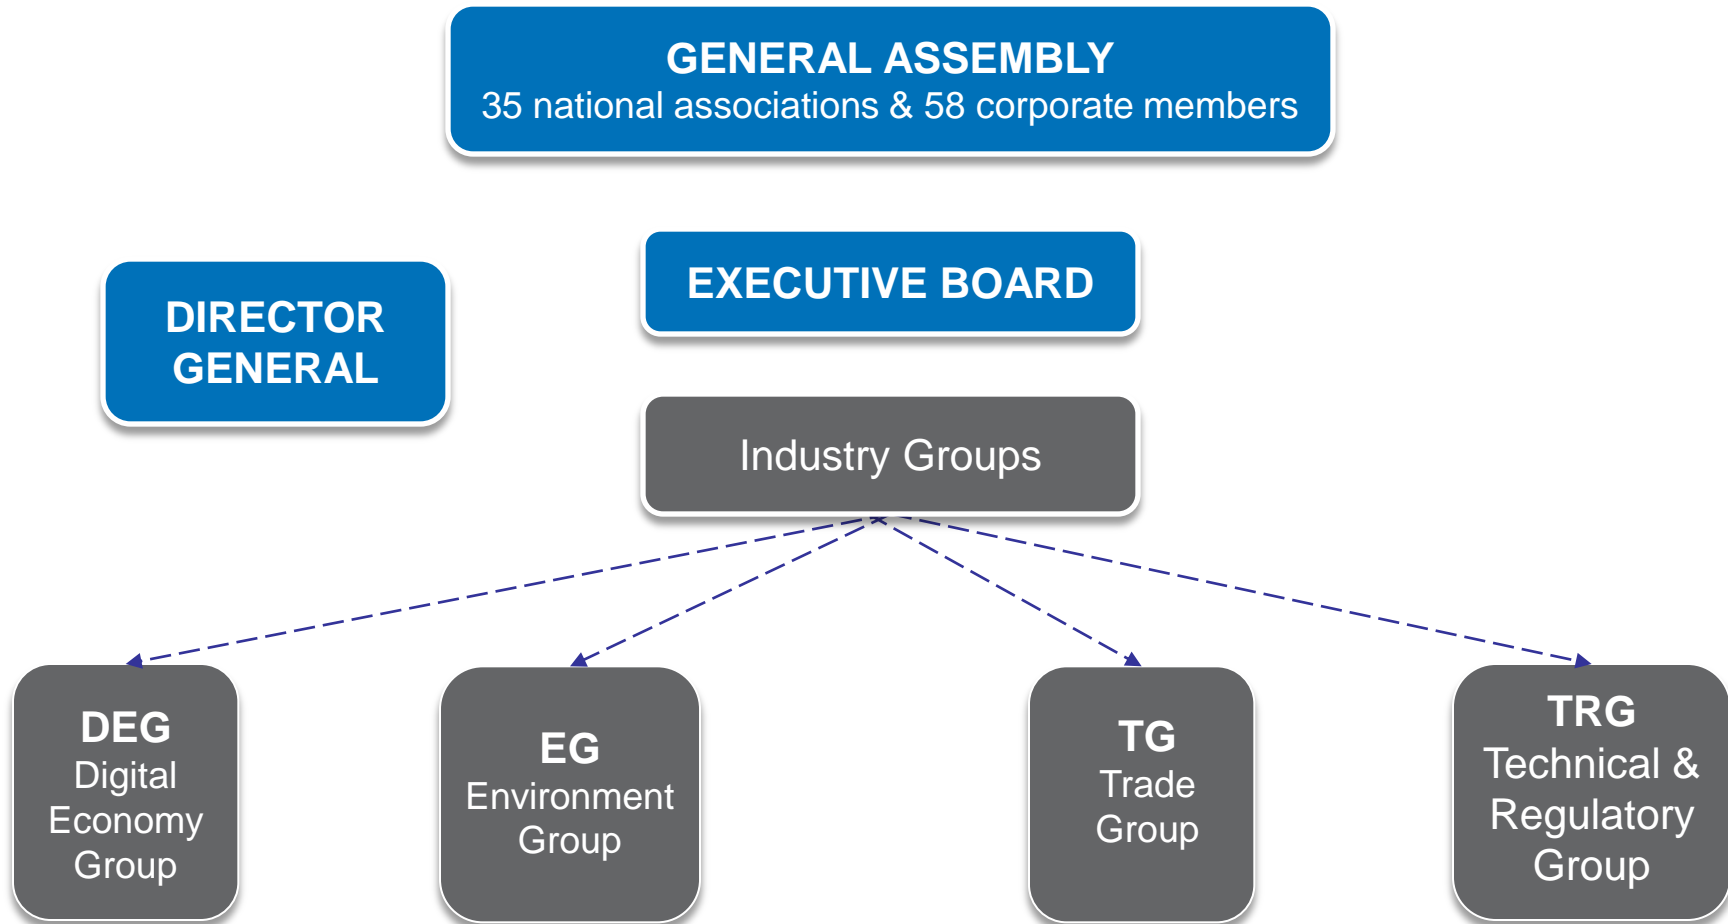 GENERAL ASSEMBLY
35 national associations & 58 corporate members
EXECUTIVE BOARD
DIRECTOR
GENERAL
Industry Groups
DEG
Digital
Economy
Group
EG
Environment
Group
TG
Trade
Group
TRG
Technical &
Regulatory
Group